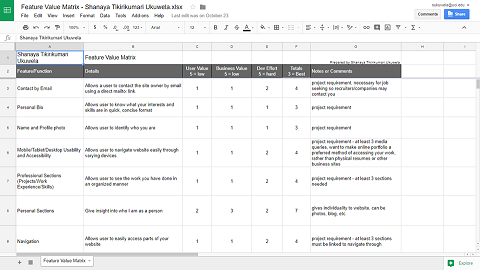 Feature Value Matrix - Shanaya Tikirikumari Ukuwela.xlsx
File Edit View Insert Format Data Tools Add-ons Help Last edit was on October 23
Comments Share
A B C D E F G H I J
Shanaya Tikirikumari
Ukuwela
Feature Value Matrix
Prepared by Shanaya Tikirikumari Ukuwela
Feature/Function Details User Value
5 = low Business Value
5 = low Dev Effort
5 = hard Totals
3 = Best Notes or Comments
Contact by Email Allows a user to contact the site owner by email
using a direct mailto: link 1 1 2 4 project requirement, necessary for job
seeking so recruiters/companies may
contact you
Personal Bio Allows user to know what your interests and
skills are in quick, concise format 1 1 1 3 project requirement
Name and Profile photo Allows user to identify who you are 1 1 1 3 project requirement
Mobile/Tablet/Desktop Usability
and Accessibility Allows user to navigate website easily through
varying devices 1 1 2 4 project requirement - at least 3 media
queries, want to make online portfolio a
preferred method of accessing your work,
rather than physical resumes or other
business sites
Professional Sections
(Projects/Work
Experience/Skills) Allows user to see the work you have done in
an organized manner 1 1 2 4 project requirement - at least 3 sections
needed
Personal Sections Give insight into who I am as a person 2 3 2 7 gives individuality to website, can be
photos, blog, etc.
Navigation Allows user to easily access parts of your
website 1 1 2 4 project requirement - at least 3 sections
must be linked to navigate through
Feature Value Matrix
Explore